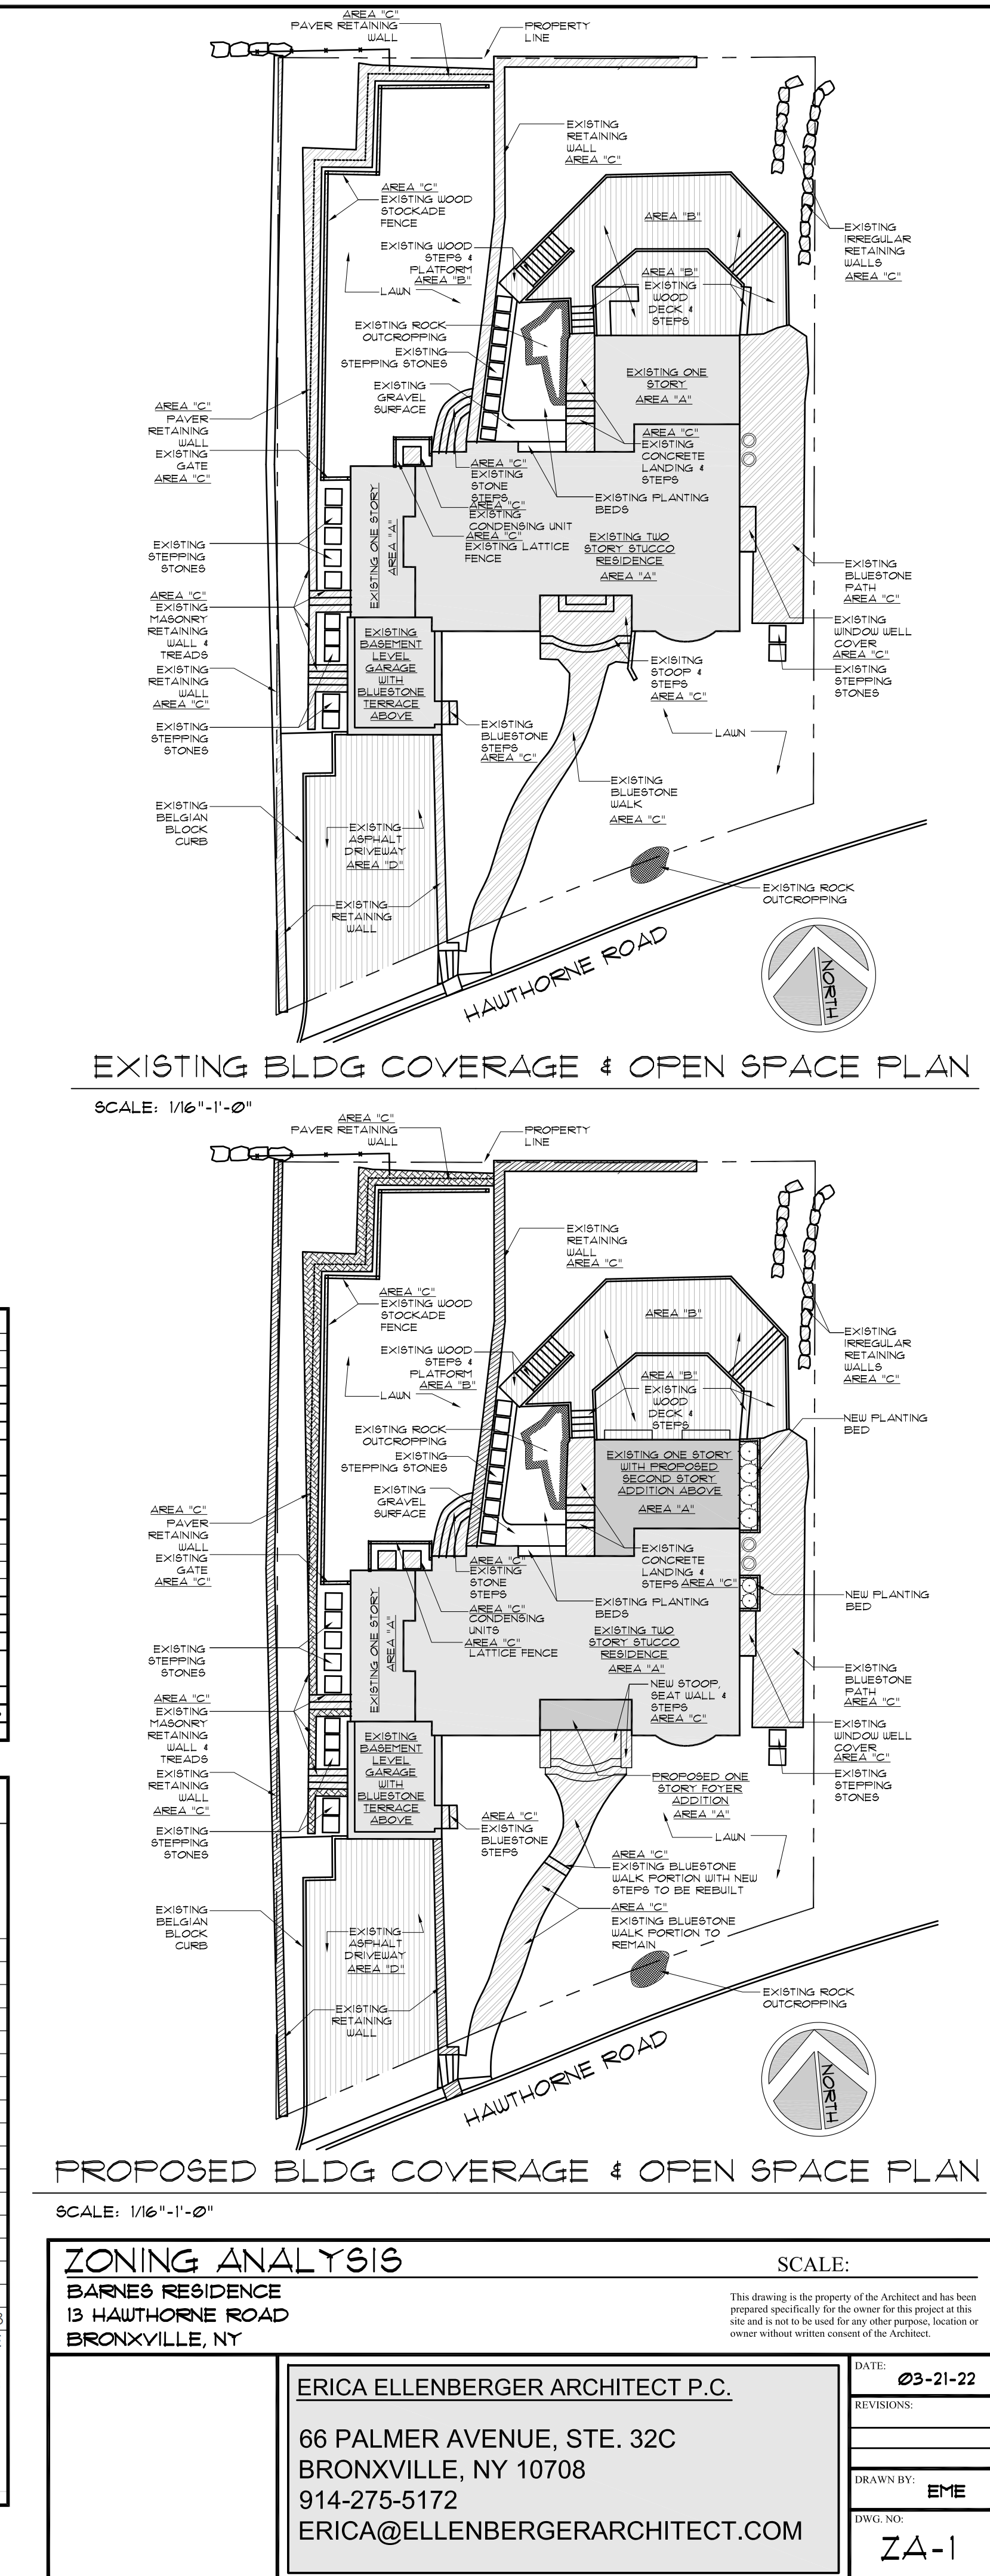 AREA "C"
PAVER RETAINING
WALL
PROPERTY
LINE
EXISTING
RETAINING
WALL
AREA "C"
AREA "C"
EXISTING WOOD
STOCKADE
FENCE
AREA "B"
EXISTING
IRREGULAR
RETAINING
WALLS
AREA "C"
EXISTING WOOD
STEPS &
PLATFORM
AREA "B"
LAWN
AREA "B"
EXISTING
WOOD
DECK &
STEPS
EXISTING ROCK
OUTCROPPING
EXISTING
STEPPING STONES
EXISTING
GRAVEL
SURFACE
EXISTING ONE
STORY
AREA "A"
AREA "C"
PAVER
RETAINING
WALL
EXISTING
GATE
AREA "C"
AREA "C"
EXISTING
CONCRETE
LANDING &
STEPS
AREA "C"
EXISTING
STONE
STEPS
AREA "C"
EXISTING
CONDENSING UNIT
AREA "C"
EXISTING LATTICE
FENCE
EXISTING PLANTING
BEDS
EXISTING ONE STORY
AREA "A"
EXISTING TWO
STORY STUCCO
RESIDENCE
AREA "A"
EXISTING
STEPPING
STONES
EXISTING
BLUESTONE
PATH
AREA "C"
AREA "C"
EXISTING
MASONRY
RETAINING
WALL &
TREADS
EXISTING
RETAINING
WALL
AREA "C"
EXISTING
STEPPING
STONES
EXISTING
BASEMENT
LEVEL
GARAGE
WITH
BLUESTONE
TERRACE
ABOVE
EXISTING
WINDOW WELL
COVER
AREA "C"
EXISTING
STEPPING
STONES
EXISITNG
STOOP &
STEPS
AREA "C"
EXISTING
BLUESTONE
STEPS
AREA "C"
LAWN
EXISTING
BLUESTONE
WALK
AREA "C"
EXISTING
BELGIAN
BLOCK
CURB
EXISTING
ASPHALT
DRIVEWAY
AREA "D"
EXISTING
RETAINING
WALL
EXISTING ROCK
OUTCROPPING
HAWTHORNE ROAD
NORTH
EXISTING BLDG COVERAGE & OPEN SPACE PLAN
SCALE: 1/16"-1'-0"
AREA "C"
PAVER RETAINING
WALL
PROPERTY
LINE
EXISTING
RETAINING
WALL
AREA "C"
AREA "C"
EXISTING WOOD
STOCKADE
FENCE
AREA "B"
EXISTING
IRREGULAR
RETAINING
WALLS
AREA "C"
EXISTING WOOD
STEPS &
PLATFORM
AREA "B"
LAWN
AREA "B"
EXISTING
WOOD
DECK &
STEPS
NEW PLANTING
BED
EXISTING ROCK
OUTCROPPING
EXISTING
STEPPING STONES
EXISTING
GRAVEL
SURFACE
EXISTING ONE STORY
WITH PROPOSED
SECOND STORY
ADDITION ABOVE
AREA "A"
AREA "C"
PAVER
RETAINING
WALL
EXISTING
GATE
AREA "C"
EXISTING
CONCRETE
LANDING &
STEPS AREA "C"
AREA "C"
EXISTING
STONE
STEPS
AREA "C"
CONDENSING
UNITS
AREA "C"
LATTICE FENCE
EXISTING PLANTING
BEDS
NEW PLANTING
BED
EXISTING ONE STORY
AREA "A"
EXISTING TWO
STORY STUCCO
RESIDENCE
AREA "A"
EXISTING
STEPPING
STONES
EXISTING
BLUESTONE
PATH
AREA "C"
NEW STOOP,
SEAT WALL &
STEPS
AREA "C"
AREA "C"
EXISTING
MASONRY
RETAINING
WALL &
TREADS
EXISTING
RETAINING
WALL
AREA "C"
EXISTING
STEPPING
STONES
EXISTING
BASEMENT
LEVEL
GARAGE
WITH
BLUESTONE
TERRACE
ABOVE
EXISTING
WINDOW WELL
COVER
AREA "C"
EXISTING
STEPPING
STONES
PROPOSED ONE
STORY FOYER
ADDITION
AREA "A"
AREA "C"
EXISTING
BLUESTONE
STEPS
LAWN
AREA "C"
EXISTING BLUESTONE
WALK PORTION WITH NEW
STEPS TO BE REBUILT
AREA "C"
EXISTING BLUESTONE
WALK PORTION TO
REMAIN
EXISTING
BELGIAN
BLOCK
CURB
EXISTING
ASPHALT
DRIVEWAY
AREA "D"
EXISTING
RETAINING
WALL
EXISTING ROCK
OUTCROPPING
HAWTHORNE ROAD
NORTH
PROPOSED BLDG COVERAGE & OPEN SPACE PLAN
SCALE: 1/16"-1'-0"
ZONING ANALYSIS
SCALE:
BARNES RESIDENCE
13 HAWTHORNE ROAD
BRONXVILLE, NY
This drawing is the property of the Architect and has been
prepared specifically for the owner for this project at this
site and is not to be used for any other purpose, location or
owner without written consent of the Architect.
ERICA ELLENBERGER ARCHITECT P.C.
66 PALMER AVENUE, STE. 32C
BRONXVILLE, NY 10708
914-275-5172
ERICA@ELLENBERGERARCHITECT.COM
DATE:
03-21-22
REVISIONS:
DRAWN BY:
EME
DWG. NO:
ZA-1